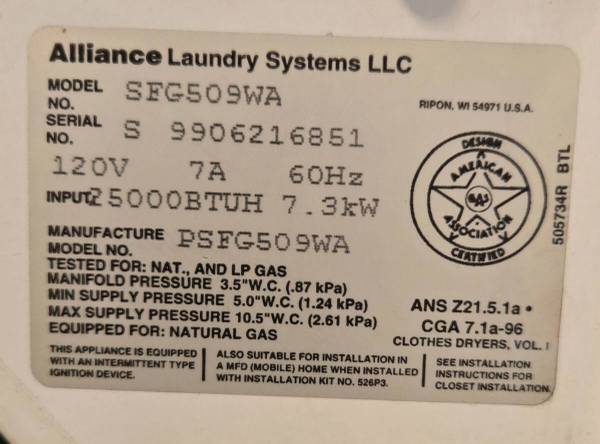 Alliance Laundry Systems LLC
MODEL NO. SFG509WA
RIPON, WI 54971 U.S.A.
SERIAL NO. S 9906216851
120V 7A 60Hz
INPUT: 25000BTUH 7.3kW
MANUFACTURE MODEL NO. PSFG509WA
TESTED FOR: NAT., AND LP GAS
MANIFOLD PRESSURE 3.5"W.C. (.87 kPa)
MIN SUPPLY PRESSURE 5.0"W.C. (1.24 kPa)
MAX SUPPLY PRESSURE 10.5"W.C. (2.61 kPa)
EQUIPPED FOR: NATURAL GAS
DESIGN
A
AMERICAN
GAS
ASSOCIATION
CERTIFIED
505734R BTL
ANS Z21.5.1a •
CGA 7.1a-96
CLOTHES DRYERS, VOL. I
THIS APPLIANCE IS EQUIPPED
WITH AN INTERMITTENT TYPE
IGNITION DEVICE.
ALSO SUITABLE FOR INSTALLATION IN
A MFD (MOBILE) HOME WHEN INSTALLED
WITH INSTALLATION KIT NO. 526P3.
SEE INSTALLATION
INSTRUCTIONS FOR
CLOSET INSTALLATION